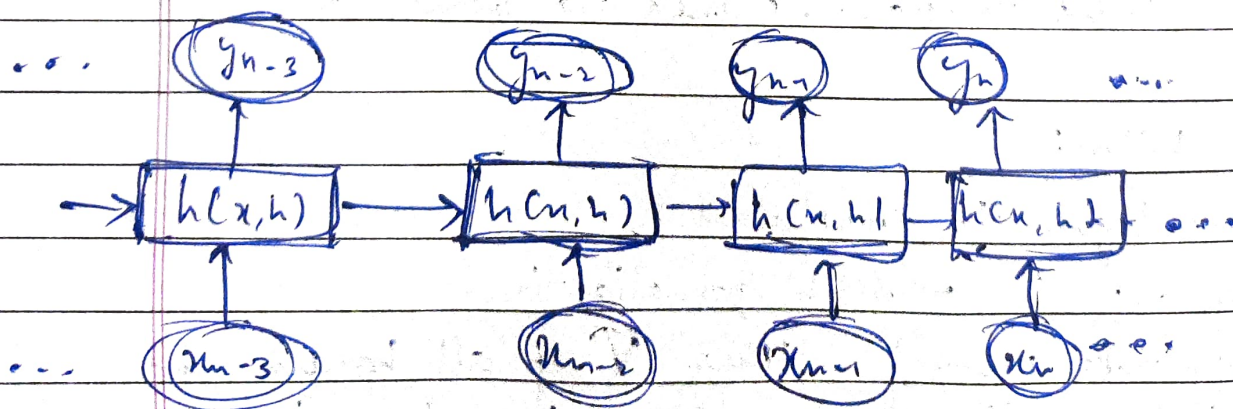 ... yn-3 yn-2 yn-1 yn ....
h(x,h) h(x,h) h(x,h) h(x,h) ...
... xn-3 xn-2 xn-1 xn ...